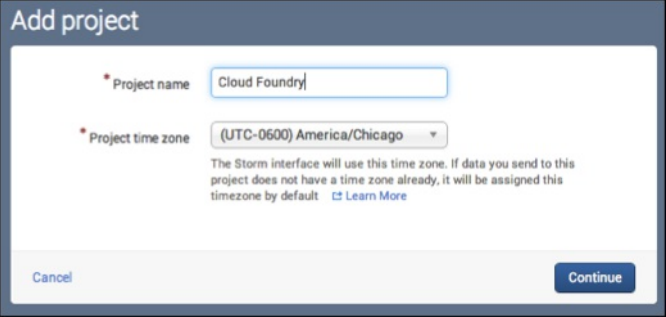 Add project
* Project name Cloud Foundry
* Project time zone (UTC-0600) America/Chicago
The Storm interface will use this time zone. If data you send to this
project does not have a time zone already, it will be assigned this
timezone by default Learn More
Cancel Continue